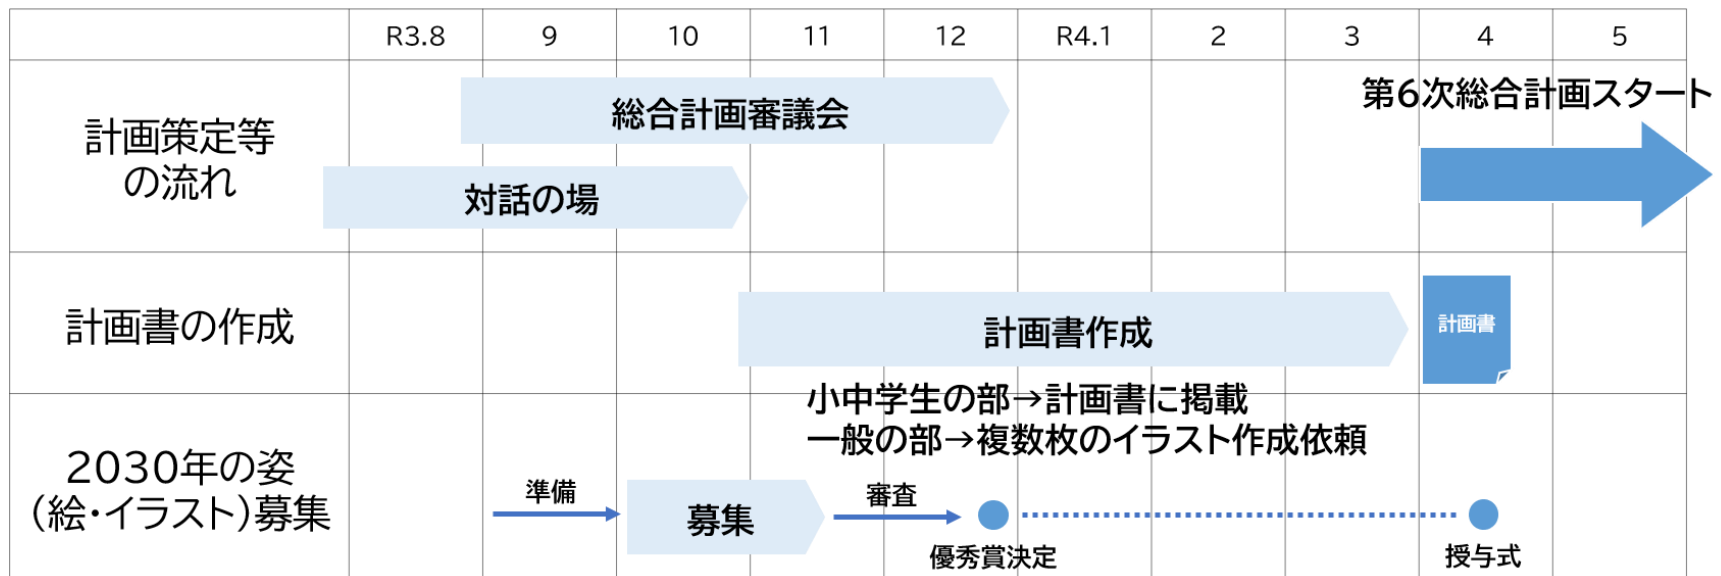 R3.8 9 10 11 12 R4.1 2 3 4 5
計画策定等
の流れ
総合計画審議会
対話の場
第6次総合計画スタート
計画書の作成
計画書作成
計画書
小中学生の部→計画書に掲載
一般の部→複数枚のイラスト作成依頼
2030年の姿
（絵・イラスト）募集
準備
募集
審査
優秀賞決定
授与式